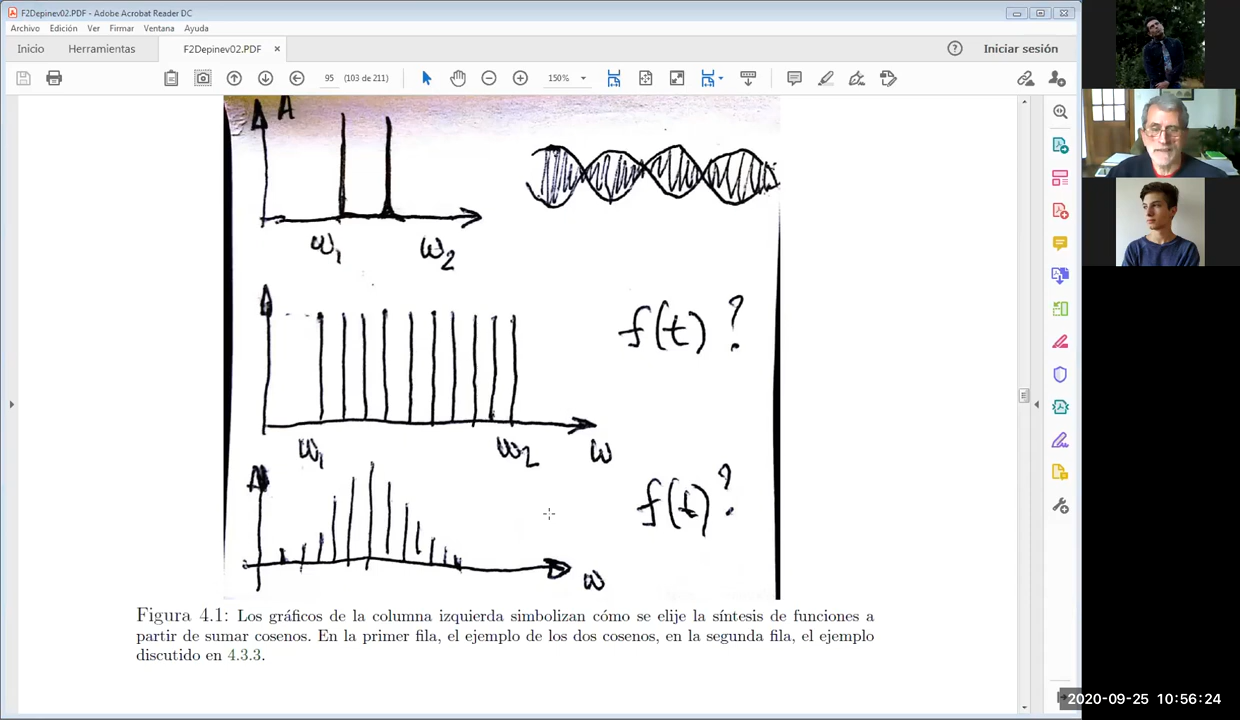 F2Depinev02.PDF - Adobe Acrobat Reader DC
Archivo Edición Ver Firmar Ventana Ayuda
Inicio Herramientas F2Depinev02.PDF × Iniciar sesión
95 (103 de 211) 150%
A
ω1 ω2
f(t) ?
ω1 ω2 ω
A
f(t) ?
ω
Figura 4.1: Los gráficos de la columna izquierda simbolizan cómo se elije la síntesis de funciones a
partir de sumar cosenos. En la primer fila, el ejemplo de los dos cosenos, en la segunda fila, el ejemplo
discutido en 4.3.3.
2020-09-25 10:56:24